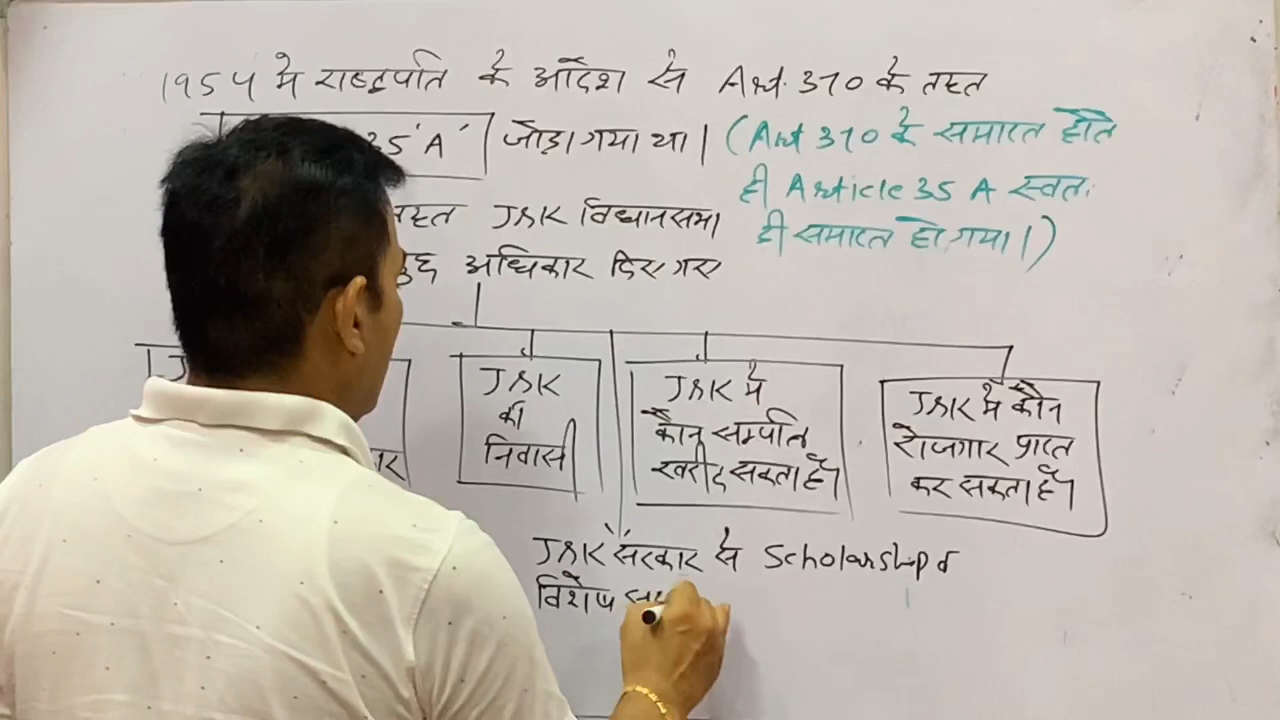 1954 मे राष्ट्रपति के आदेश से Art. 370 के तहत
35 'A' जोड़ा गया था। (Art 370 के समाप्त होते
ही Article 35 A स्वतः
तहत J&K विधानसभा
ही समाप्त हो गया।)
कुछ अधिकार दिए गए
J&K
की
निवासी
J&K मे
कौन सम्पति
खरीद सकता है।
J&K मे कौन
रोजगार प्राप्त
कर सकता है।
J&K सरकार से Scholarship व
विशेष